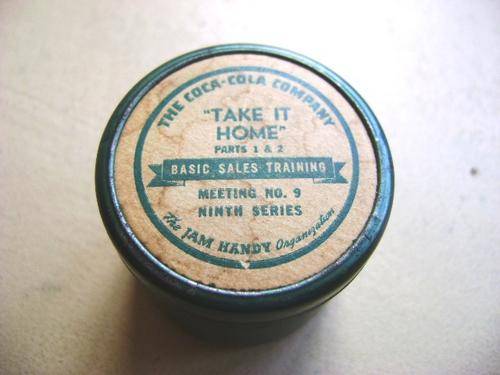 THE COCA-COLA COMPANY
"TAKE IT
HOME"
PARTS 1 & 2
BASIC SALES TRAINING
MEETING NO. 9
NINTH SERIES
The JAM HANDY Organization